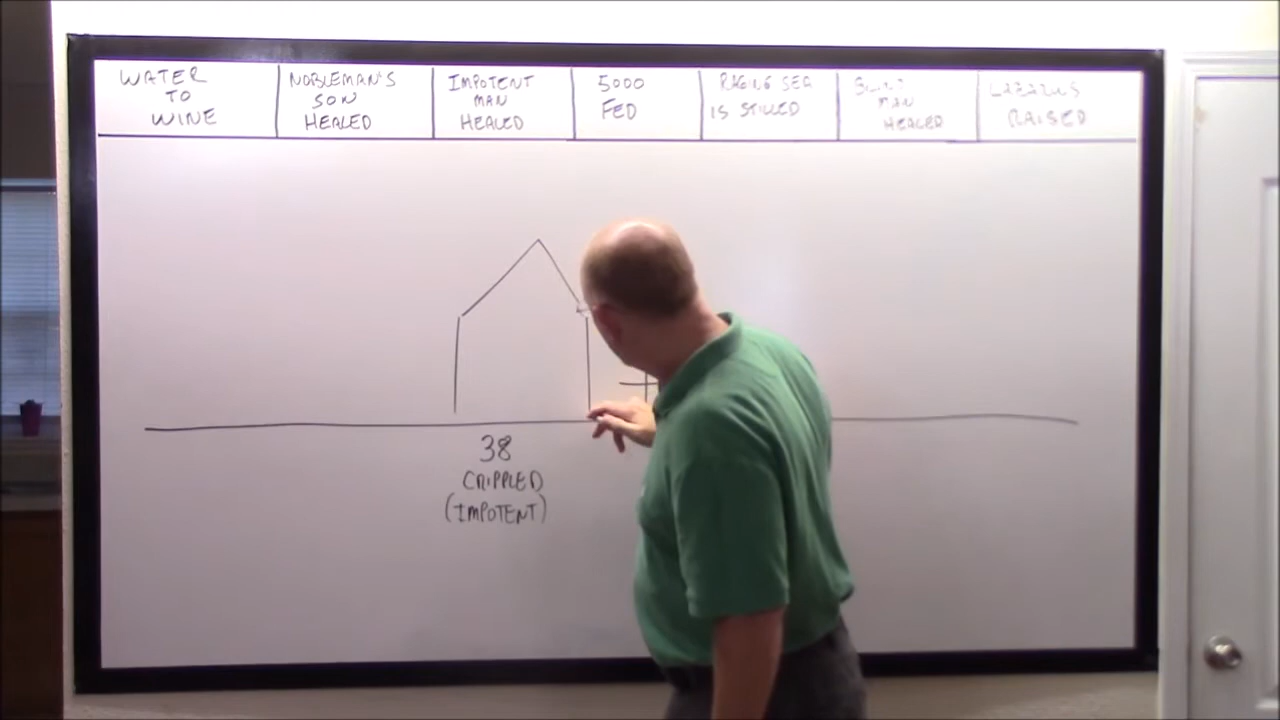 WATER
TO
WINE
NOBLEMAN'S
SON
HEALED
IMPOTENT
MAN
HEALED
5000
FED
RAGING SEA
IS STILLED
BLIND
MAN
HEALED
LAZARUS
RAISED
38
CRIPPLED
(IMPOTENT)